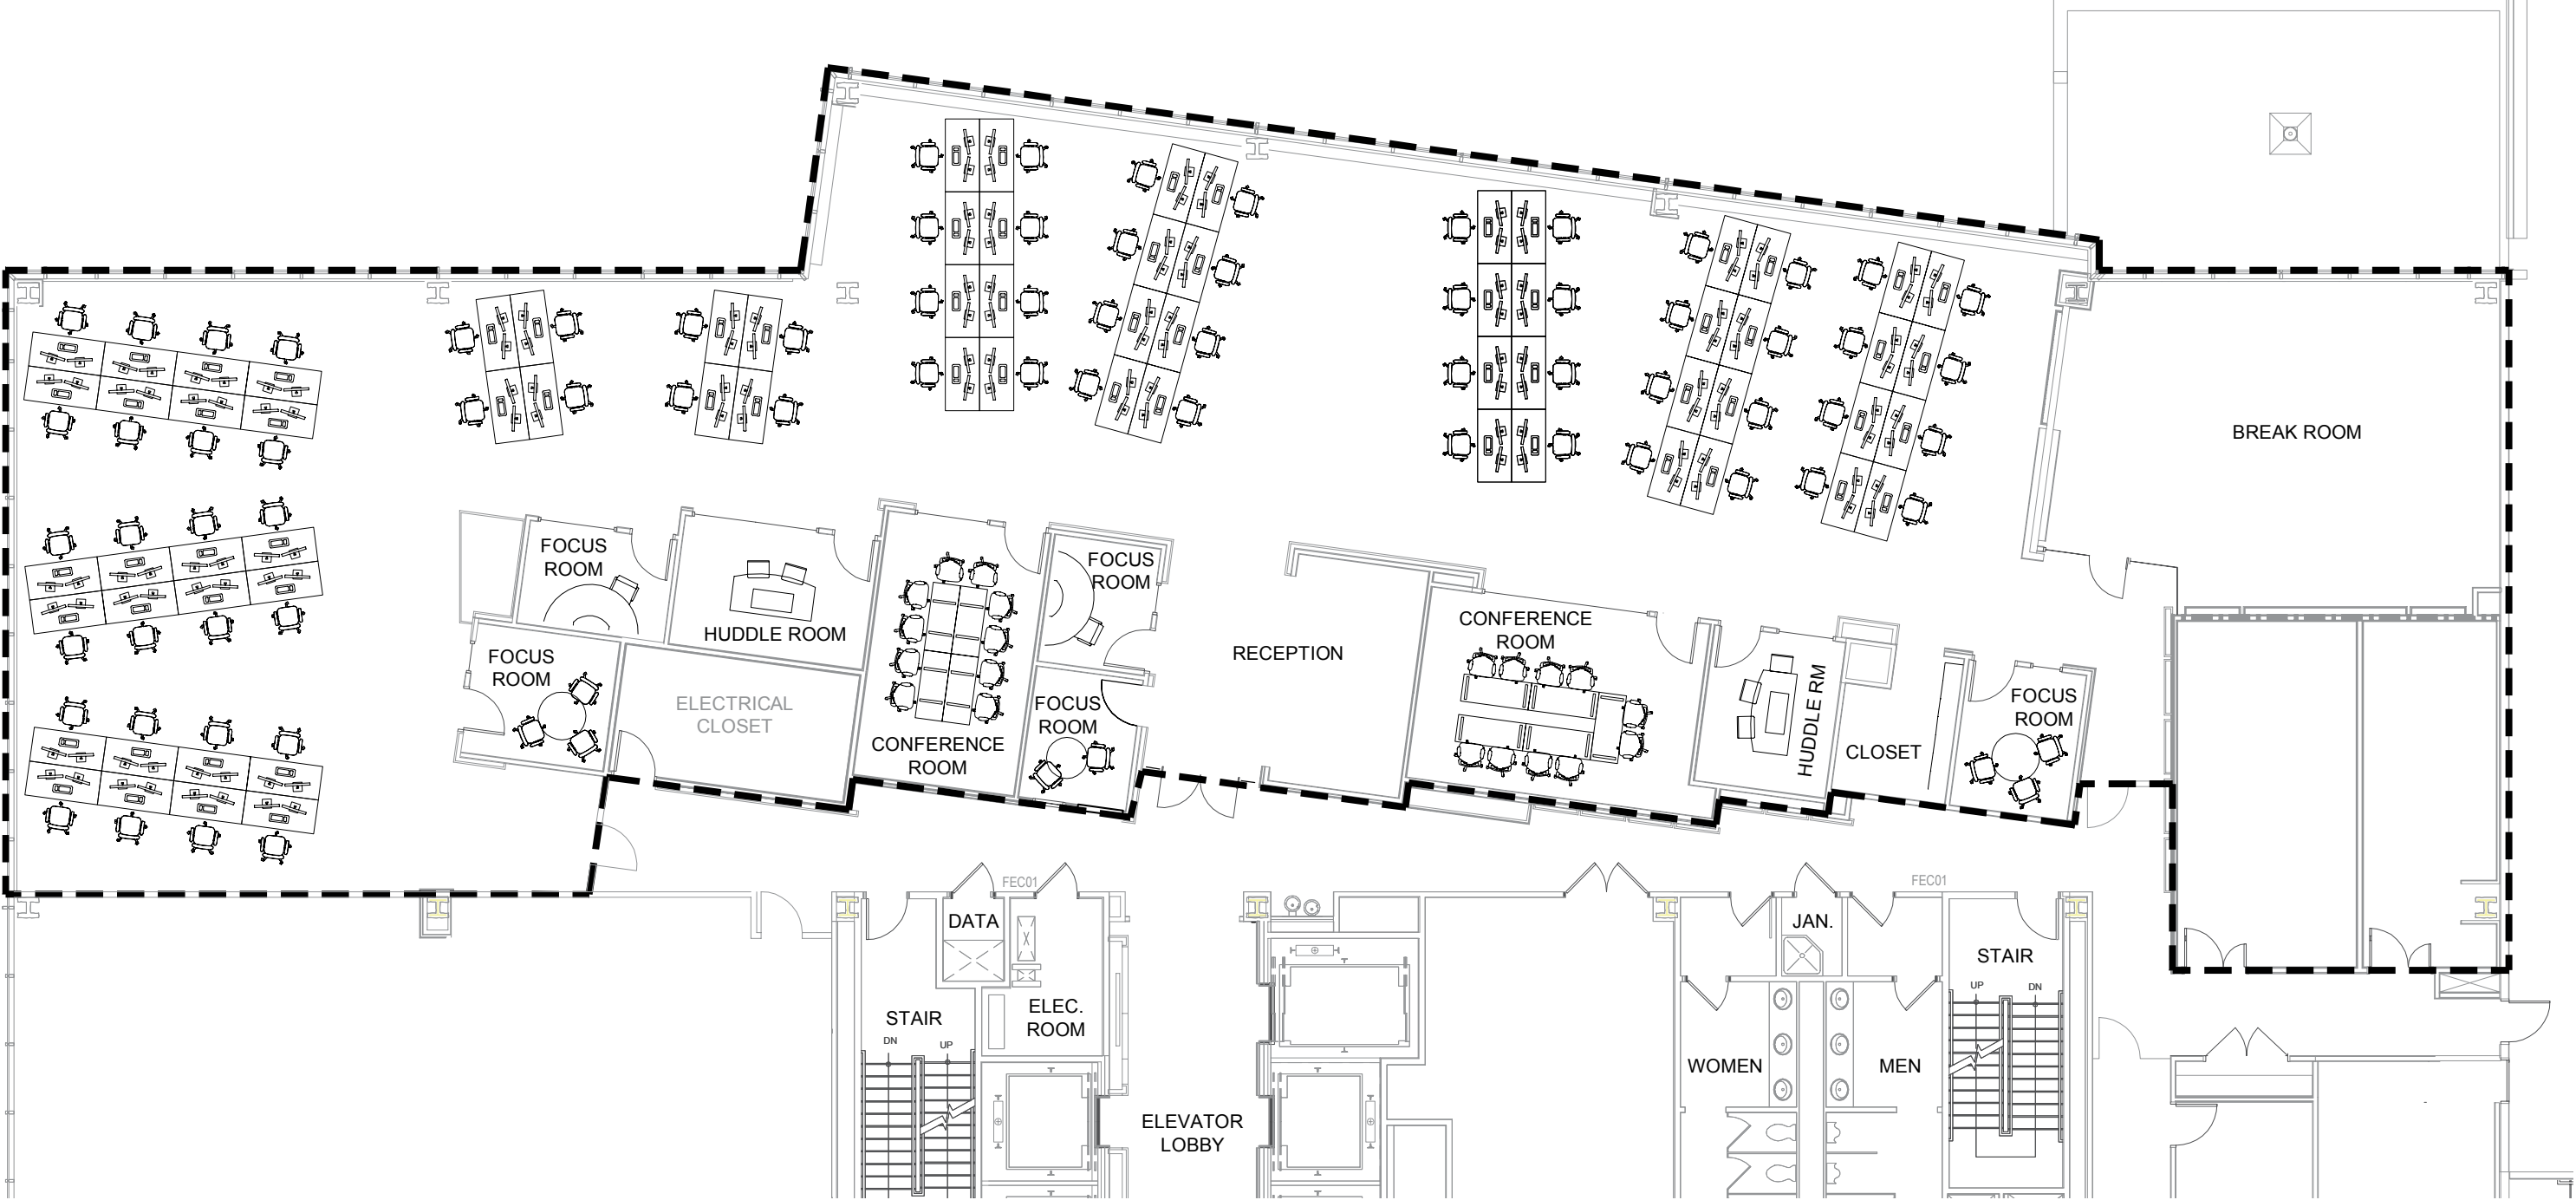 BREAK ROOM
FOCUS
ROOM
HUDDLE ROOM
FOCUS
ROOM
FOCUS
ROOM
ELECTRICAL
CLOSET
CONFERENCE
ROOM
FOCUS
ROOM
RECEPTION
CONFERENCE
ROOM
HUDDLE RM
CLOSET
FOCUS
ROOM
FEC01
FEC01
DATA
JAN.
STAIR
UP
DN
STAIR
DN
UP
ELEC.
ROOM
WOMEN
MEN
ELEVATOR
LOBBY